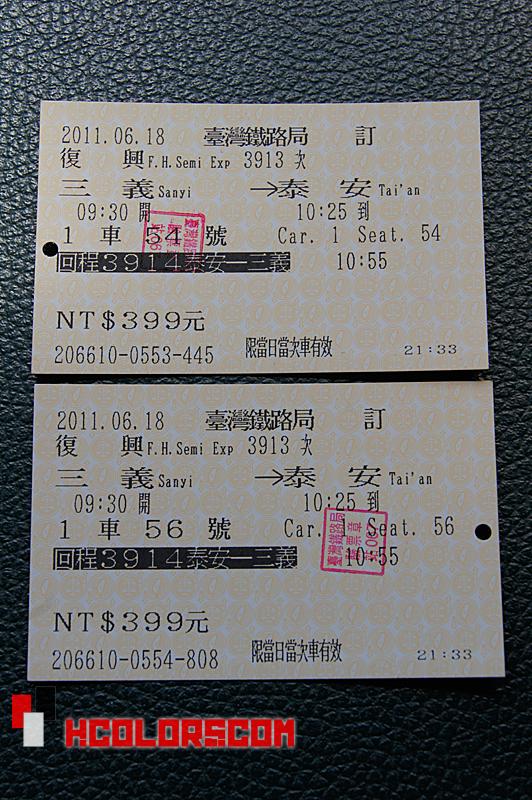 2011.06.18 臺灣鐵路局 訂
復 興 F.H.Semi Exp 3913 次
三 義 Sanyi →泰 安 Tai'an
09:30 開 10:25 到
1 車 54 號 Car. 1 Seat. 54
回程3914泰安—三義 10:55
NT$399元
206610-0553-445 限當日當次車有效 21:33
2011.06.18 臺灣鐵路局 訂
復 興 F.H.Semi Exp 3913 次
三 義 Sanyi →泰 安 Tai'an
09:30 開 10:25 到
1 車 56 號 Car. 1 Seat. 56
回程3914泰安—三義 10:55
臺灣鐵路局
NT$399元
206610-0554-808 限當日當次車有效 21:33
HCOLORSCOM